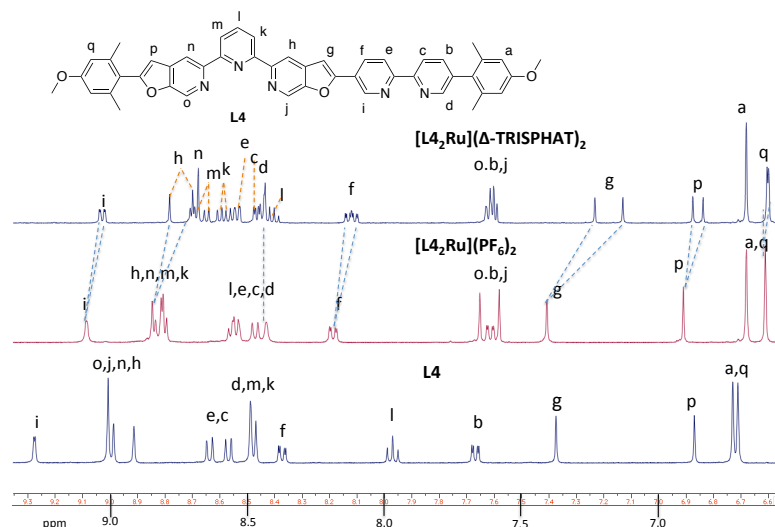 m l k
q p n h g f e c b a
O O N N N O N N O
o j i d
L4
[L4₂Ru](Δ-TRISPHAT)₂
i h n m k e c d l f o.b,j g p a q
[L4₂Ru](PF₆)₂
i h,n,m,k l,e,c,d f o.b,j g p a,q
L4
i o,j,n,h e,c d,m,k f l b g p a,q
9.3 9.2 9.1 9.0 8.9 8.8 8.7 8.6 8.5 8.4 8.3 8.2 8.1 8.0 7.9 7.8 7.7 7.6 7.5 7.4 7.3 7.2 7.1 7.0 6.9 6.8 6.7 6.6
ppm 9.0 8.5 8.0 7.5 7.0